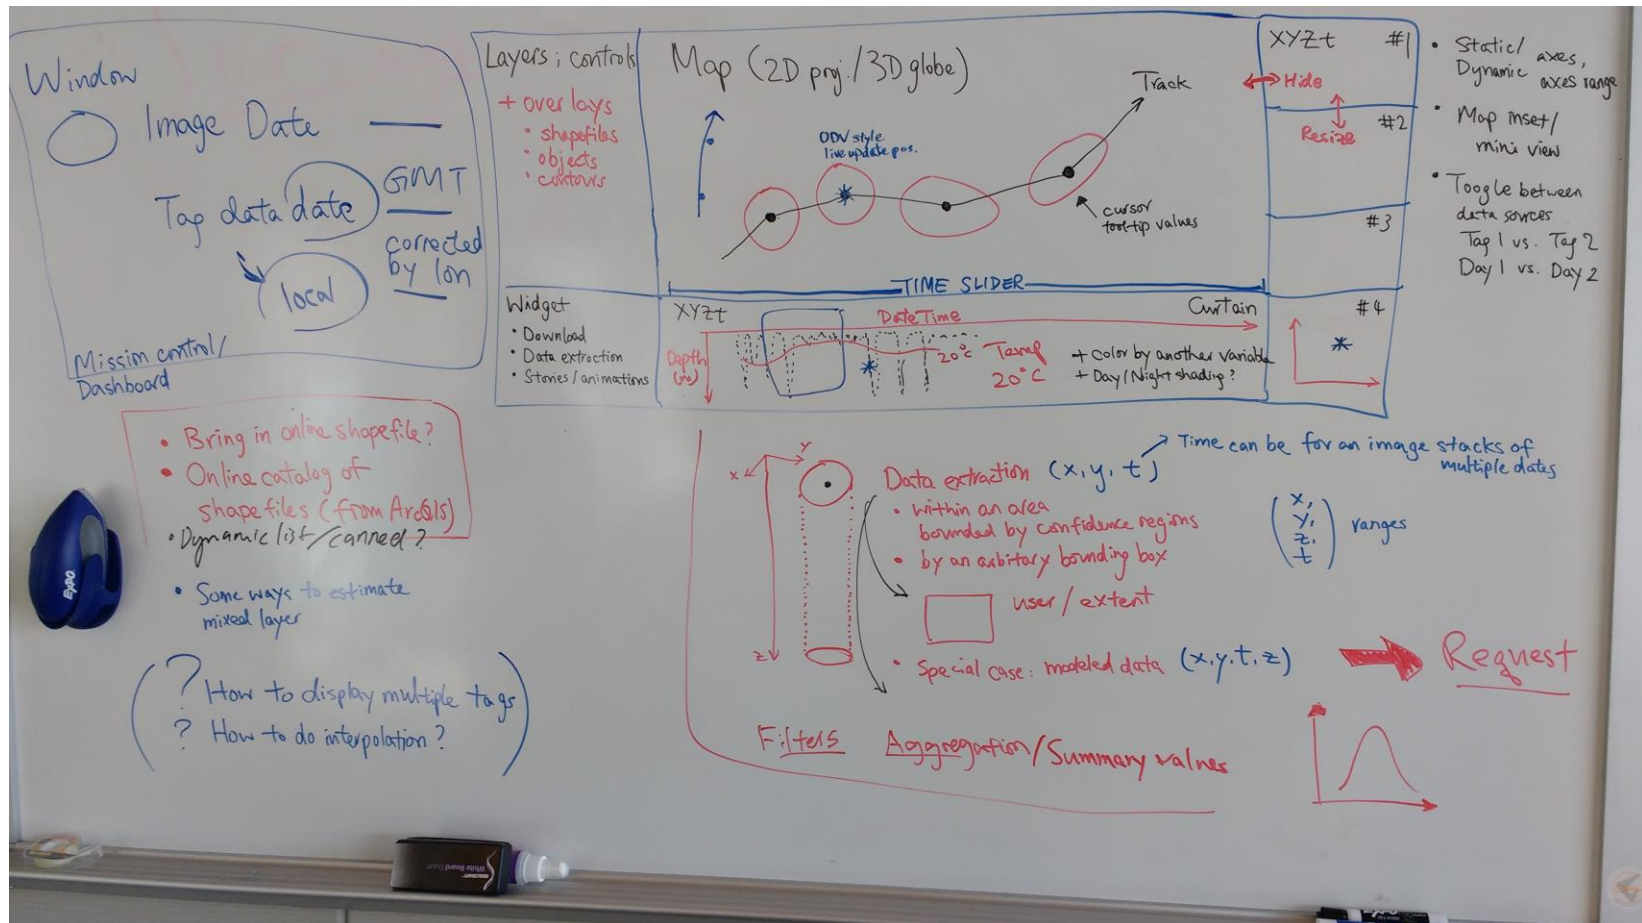 Window
Image Date
Tag data date
GMT
corrected
by lon
local
Mission control/
Dashboard
Layers; controls
+ overlays
• shapefiles
• objects
• contours
Widget
• Download
• Data extraction
• Stories/animations
Map (2D proj./3D globe)
Track
ODV style
live update pos.
cursor
tool-tip values
TIME SLIDER
XYZt
DateTime
Curtain
Depth
(m)
20°C
Temp
20°C
+ Color by another variable
+ Day/Night shading?
XYZt #1
Hide
Resize
#2
#3
#4
• Static/ axes,
Dynamic axes range
• Map inset/
mini view
• Toogle between
data sources
Tag 1 vs. Tag 2
Day 1 vs. Day 2
• Bring in online shapefile?
• Online catalog of
shapefiles (from ArcGIS)
• Dynamic list/canned?
• Some ways to estimate
mixed layer
? How to display multiple tags
? How to do interpolation?
x
y
z
Data extraction (x, y, t)
Time can be for an image stacks of
multiple dates
• within an area
bounded by confidence regions
• by an arbitary bounding box
user/extent
• Special case: modeled data (x, y, t, z)
x,
y,
z,
t
ranges
Request
Filters Aggregation/Summary values
EXPO
White Board Cleaner